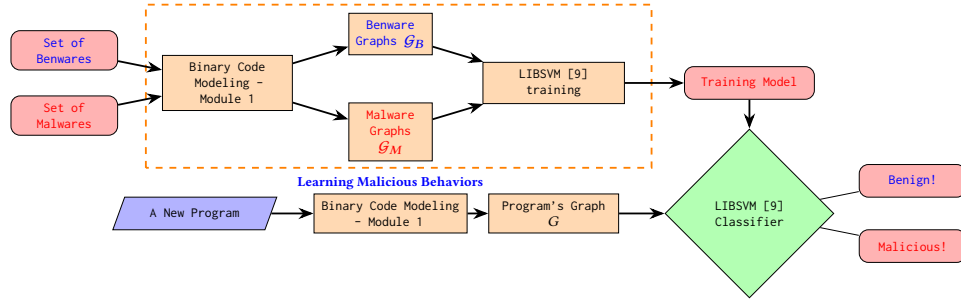 Set of
Benwares
Set of
Malwares
Binary Code
Modeling –
Module 1
Benware
Graphs 𝒢_B
Malware
Graphs
𝒢_M
LIBSVM [9]
training
Training Model
Learning Malicious Behaviors
A New Program
Binary Code Modeling
– Module 1
Program's Graph
G
LIBSVM [9]
Classifier
Benign!
Malicious!